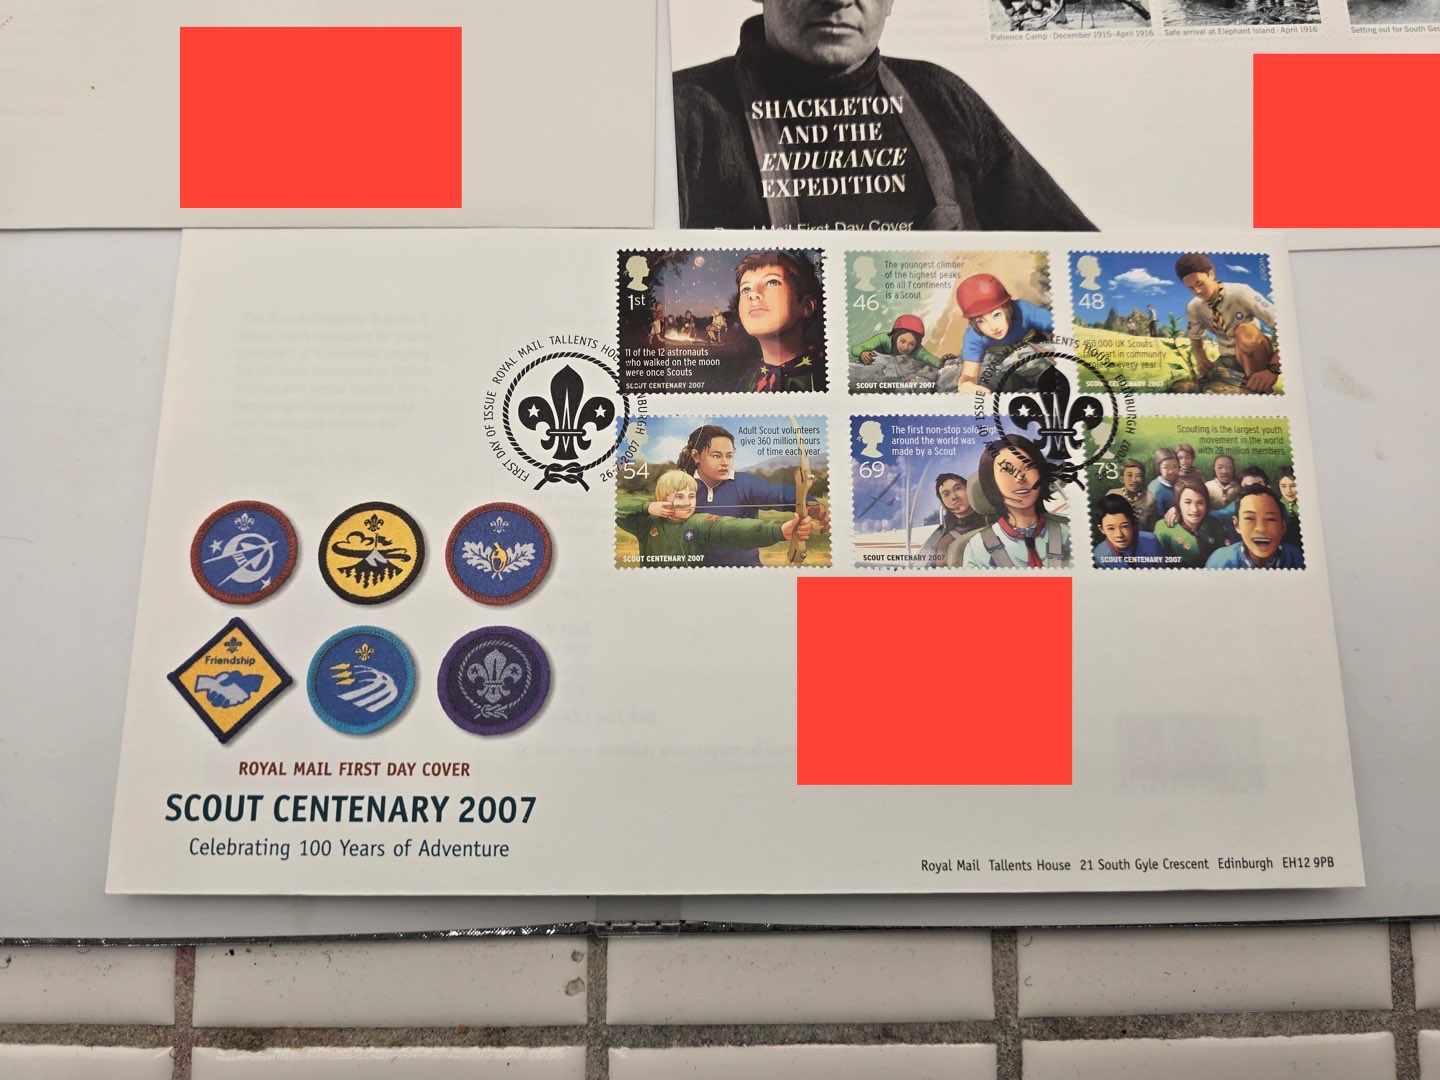 Patience Camp · December 1915-April 1916
Safe arrival at Elephant Island · April 1916
Setting out for South
SHACKLETON
AND THE
ENDURANCE
EXPEDITION
Royal Mail First Day Cover
1st
11 of the 12 astronauts
who walked on the moon
were once Scouts
SCOUT CENTENARY 2007
46
The youngest climber
of the highest peaks
on all 7 continents
is a Scout
SCOUT CENTENARY 2007
48
UK Scouts
in community
every year
CENTENARY 2007
54
Adult Scout volunteers
give 360 million hours
of time each year
SCOUT CENTENARY 2007
69
The first non-stop solo
around the world was
made by a Scout
SCOUT CENTENARY 2007
78
Scouting is the largest youth
movement in the world
with 28 million members
SCOUT CENTENARY 2007
FIRST DAY OF ISSUE ROYAL MAIL TALLENTS
2007
Friendship
ROYAL MAIL FIRST DAY COVER
SCOUT CENTENARY 2007
Celebrating 100 Years of Adventure
Royal Mail Tallents House 21 South Gyle Crescent Edinburgh EH12 9PB